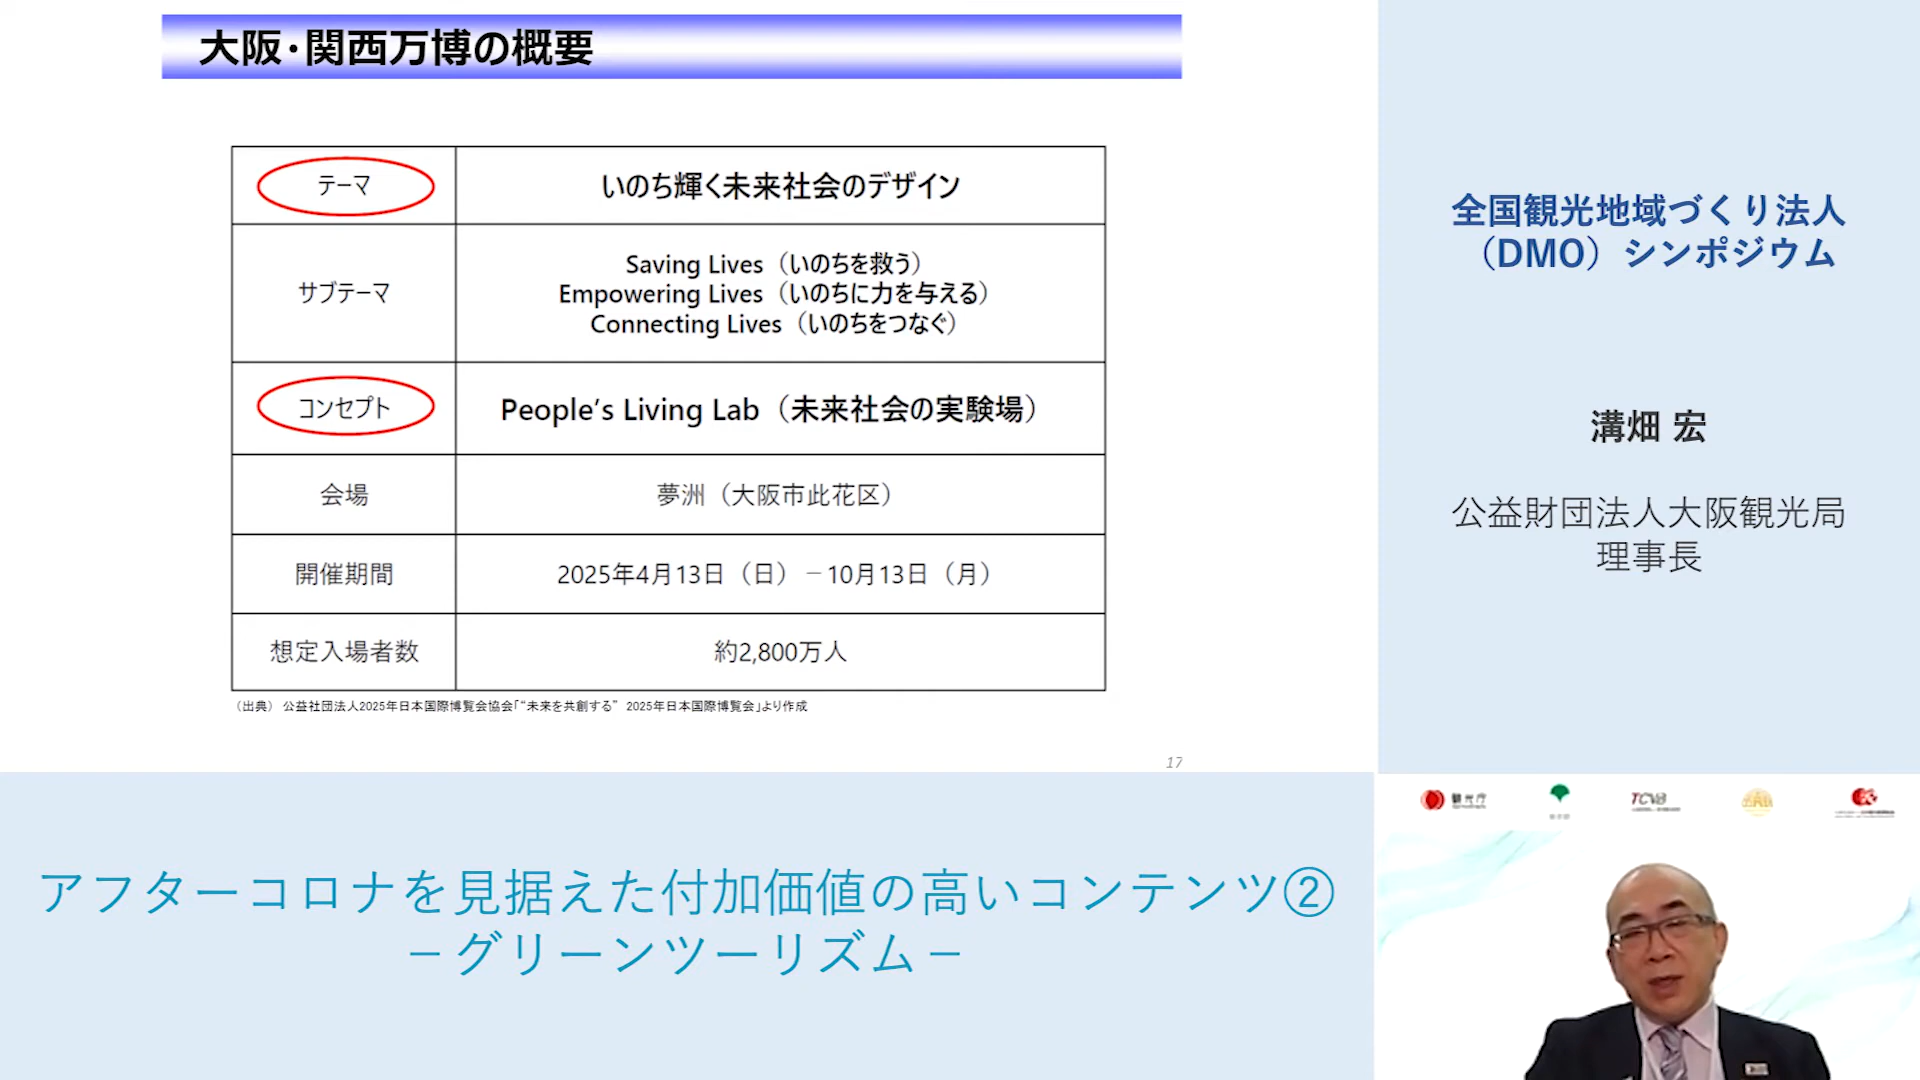 大阪・関西万博の概要
テーマ
いのち輝く未来社会のデザイン
サブテーマ
Saving Lives（いのちを救う）
Empowering Lives（いのちに力を与える）
Connecting Lives（いのちをつなぐ）
コンセプト
People’s Living Lab（未来社会の実験場）
会場
夢洲（大阪市此花区）
開催期間
2025年4月13日（日）－10月13日（月）
想定入場者数
約2,800万人
（出典） 公益社団法人2025年日本国際博覧会協会「“未来を共創する” 2025年日本国際博覧会」より作成
17
全国観光地域づくり法人
（DMO）シンポジウム
溝畑 宏
公益財団法人大阪観光局
理事長
観光庁
TCVB
アフターコロナを見据えた付加価値の高いコンテンツ②
－グリーンツーリズム－